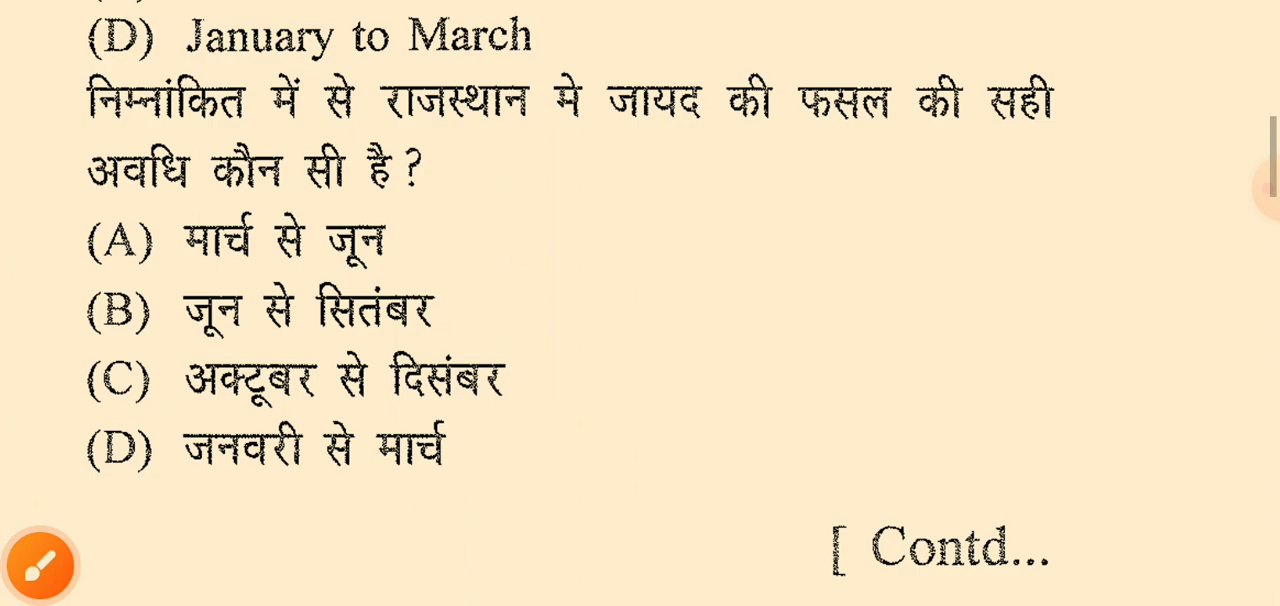 (D) January to March
निम्नांकित में से राजस्थान मे जायद की फसल की सही
अवधि कौन सी है ?
(A) मार्च से जून
(B) जून से सितंबर
(C) अक्टूबर से दिसंबर
(D) जनवरी से मार्च
[ Contd...